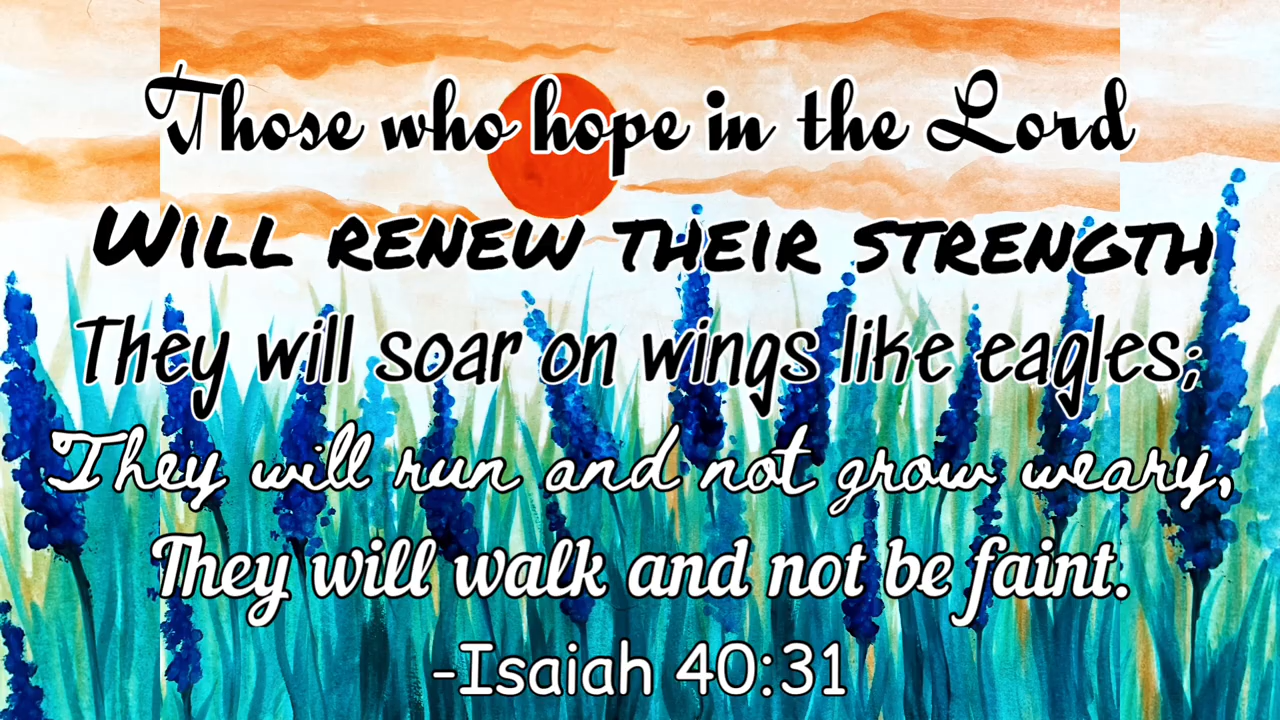 Those who hope in the Lord
Will renew their strength
They will soar on wings like eagles;
They will run and not grow weary,
They will walk and not be faint.
-Isaiah 40:31